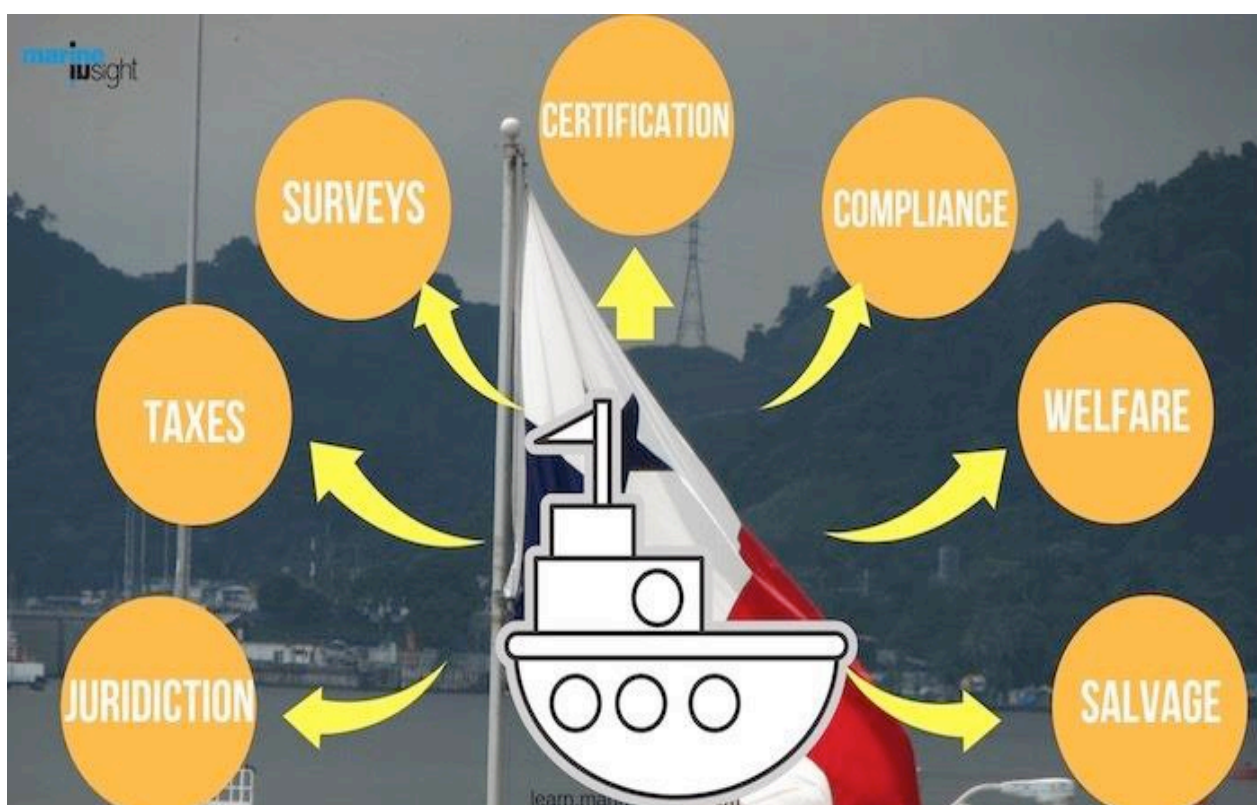 marine
insight
CERTIFICATION
SURVEYS
COMPLIANCE
TAXES
WELFARE
JURIDICTION
SALVAGE